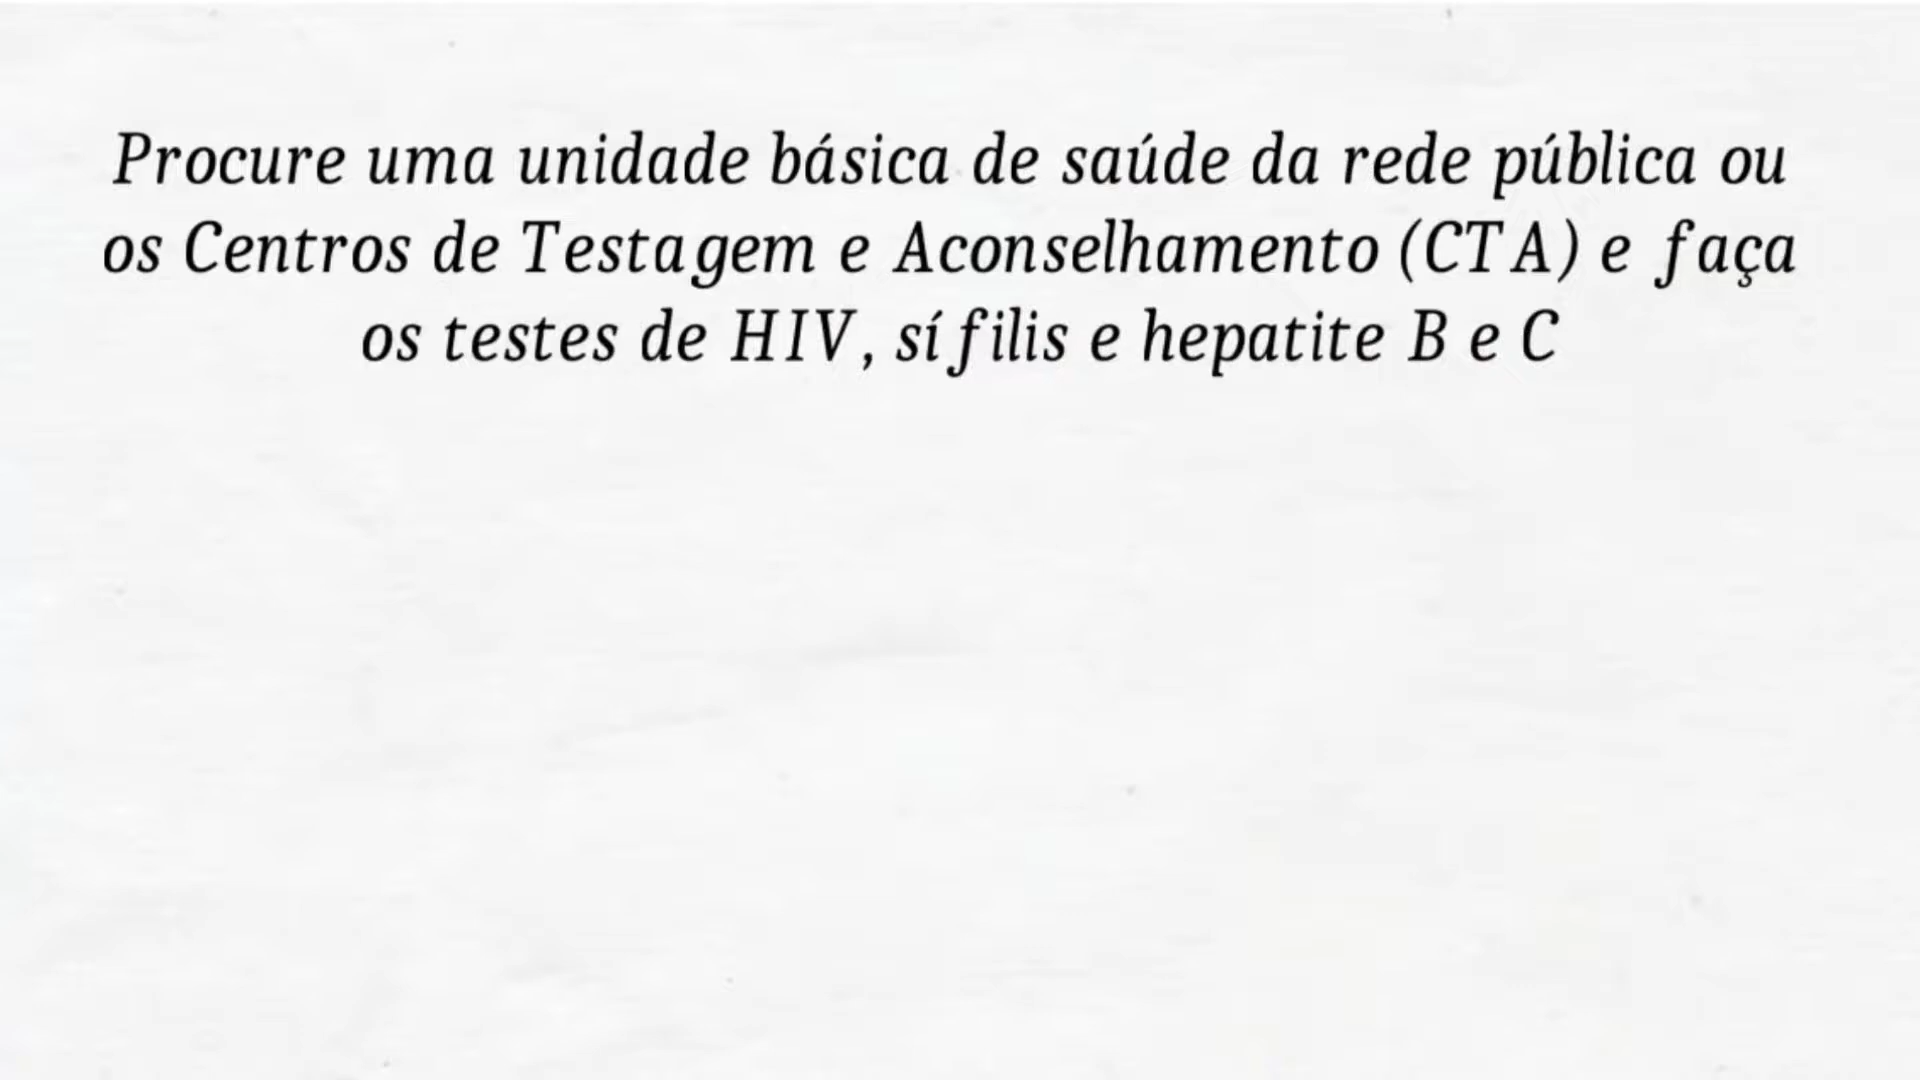 Procure uma unidade básica de saúde da rede pública ou
os Centros de Testagem e Aconselhamento (CTA) e faça
os testes de HIV, sífilis e hepatite B e C